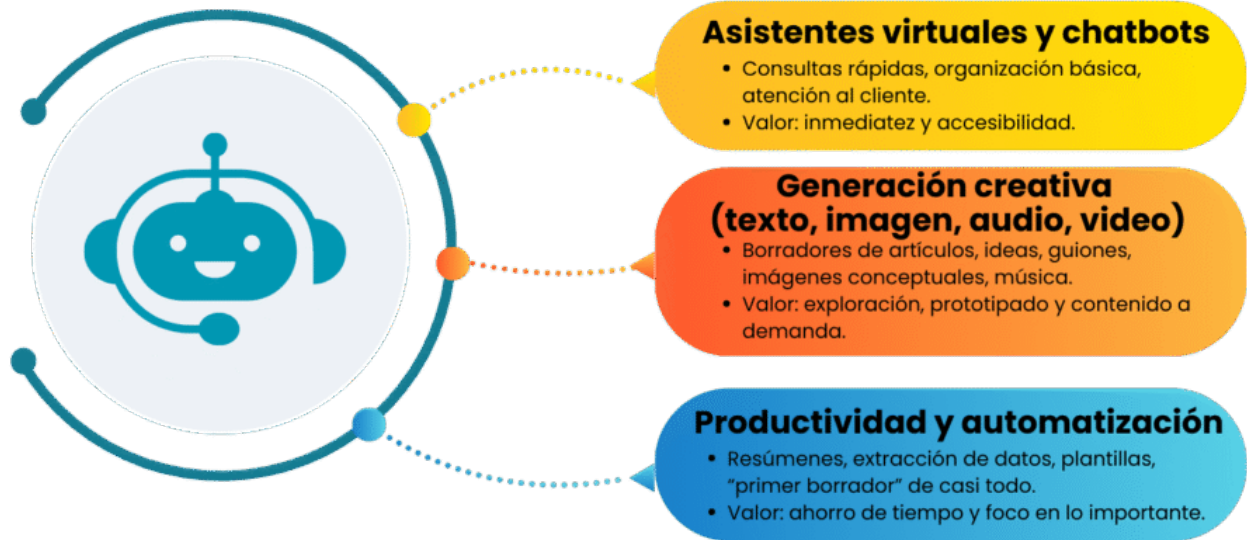 Asistentes virtuales y chatbots
• Consultas rápidas, organización básica,
atención al cliente.
• Valor: inmediatez y accesibilidad.
Generación creativa
(texto, imagen, audio, video)
• Borradores de artículos, ideas, guiones,
imágenes conceptuales, música.
• Valor: exploración, prototipado y contenido a
demanda.
Productividad y automatización
• Resúmenes, extracción de datos, plantillas,
“primer borrador” de casi todo.
• Valor: ahorro de tiempo y foco en lo importante.